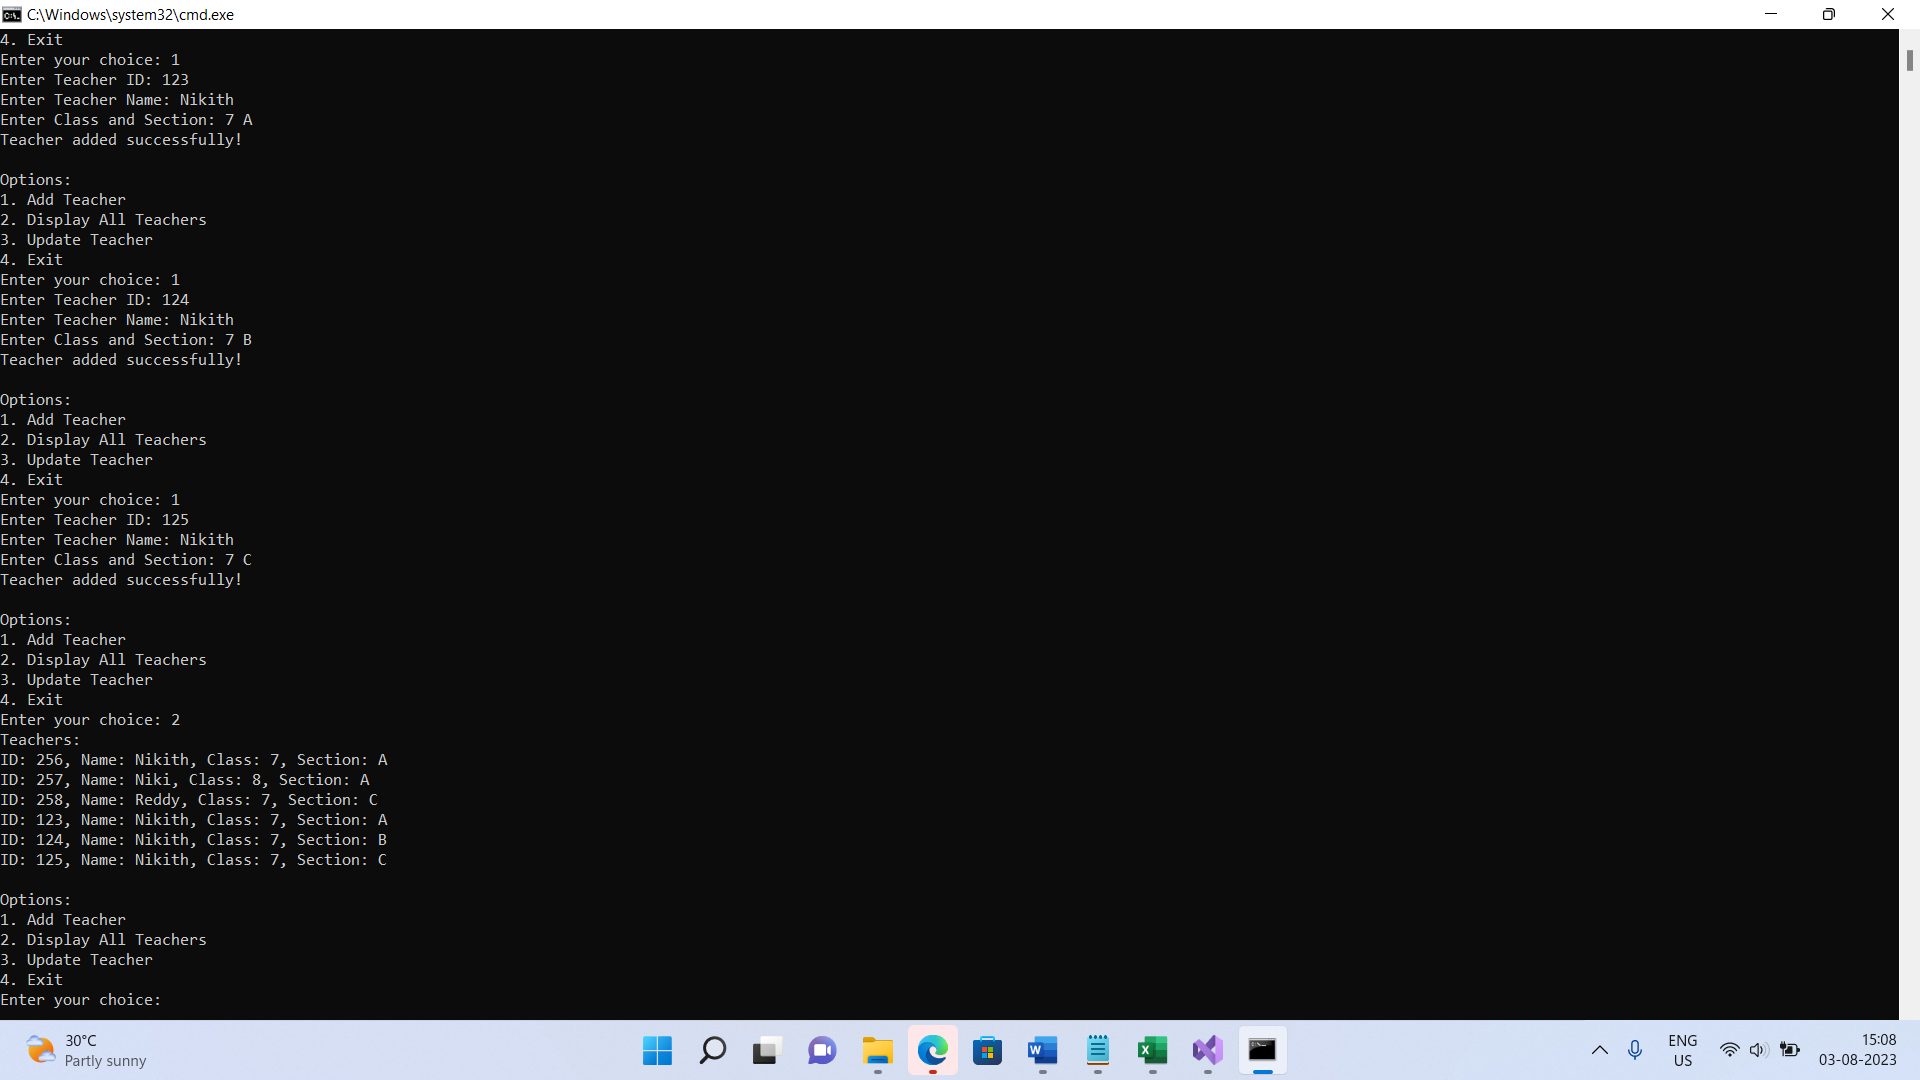 C:\Windows\system32\cmd.exe
4. Exit
Enter your choice: 1
Enter Teacher ID: 123
Enter Teacher Name: Nikith
Enter Class and Section: 7 A
Teacher added successfully!
Options:
1. Add Teacher
2. Display All Teachers
3. Update Teacher
4. Exit
Enter your choice: 1
Enter Teacher ID: 124
Enter Teacher Name: Nikith
Enter Class and Section: 7 B
Teacher added successfully!
Options:
1. Add Teacher
2. Display All Teachers
3. Update Teacher
4. Exit
Enter your choice: 1
Enter Teacher ID: 125
Enter Teacher Name: Nikith
Enter Class and Section: 7 C
Teacher added successfully!
Options:
1. Add Teacher
2. Display All Teachers
3. Update Teacher
4. Exit
Enter your choice: 2
Teachers:
ID: 256, Name: Nikith, Class: 7, Section: A
ID: 257, Name: Niki, Class: 8, Section: A
ID: 258, Name: Reddy, Class: 7, Section: C
ID: 123, Name: Nikith, Class: 7, Section: A
ID: 124, Name: Nikith, Class: 7, Section: B
ID: 125, Name: Nikith, Class: 7, Section: C
Options:
1. Add Teacher
2. Display All Teachers
3. Update Teacher
4. Exit
Enter your choice:
30°C
Partly sunny
ENG
US
15:08
03-08-2023